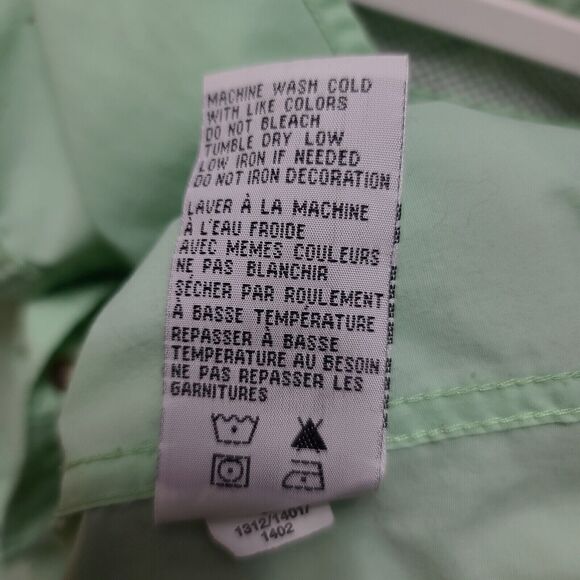 MACHINE WASH COLD
WITH LIKE COLORS
DO NOT BLEACH
TUMBLE DRY LOW
LOW IRON IF NEEDED
DO NOT IRON DECORATION
LAVER À LA MACHINE
À L'EAU FROIDE
AVEC MEMES COULEURS
NE PAS BLANCHIR
SÉCHER PAR ROULEMENT
À BASSE TEMPÉRATURE
REPASSER À BASSE
TEMPERATURE AU BESOIN
NE PAS REPASSER LES
GARNITURES
1312/1401/
1402